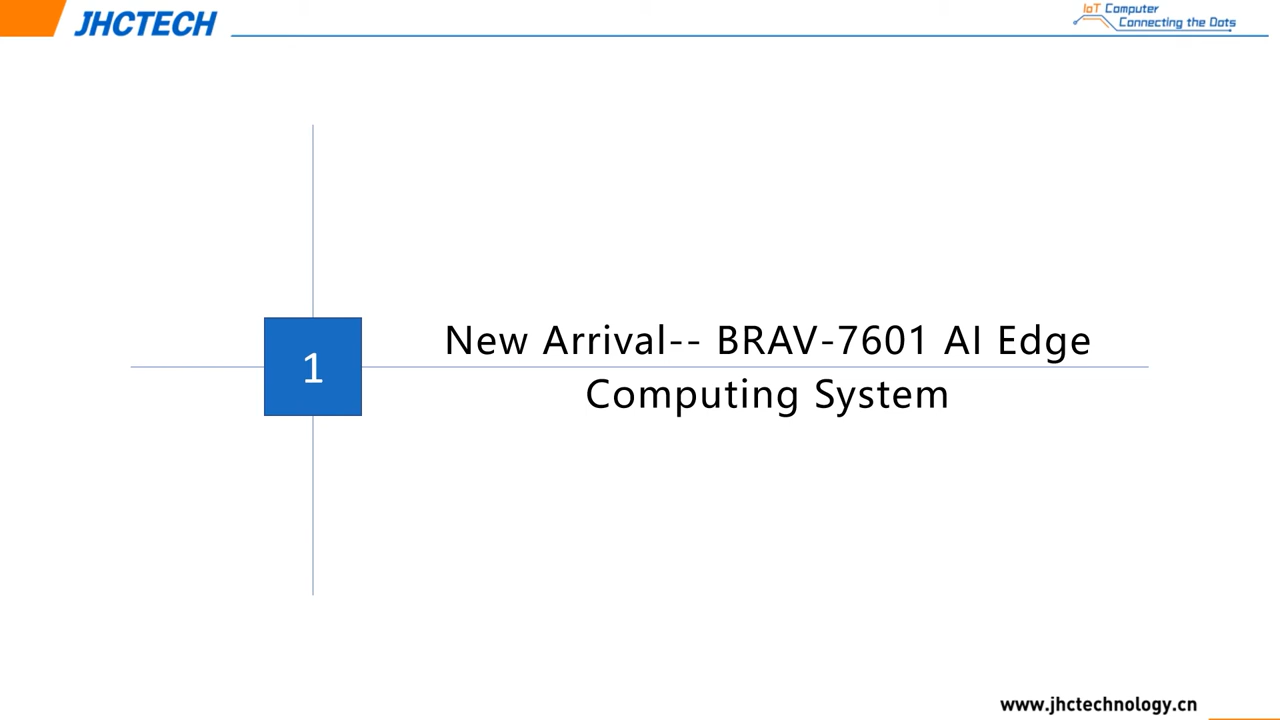 JHCTECH
IoT Computer
Connecting the Dots
1
New Arrival-- BRAV-7601 AI Edge
Computing System
www.jhctechnology.cn